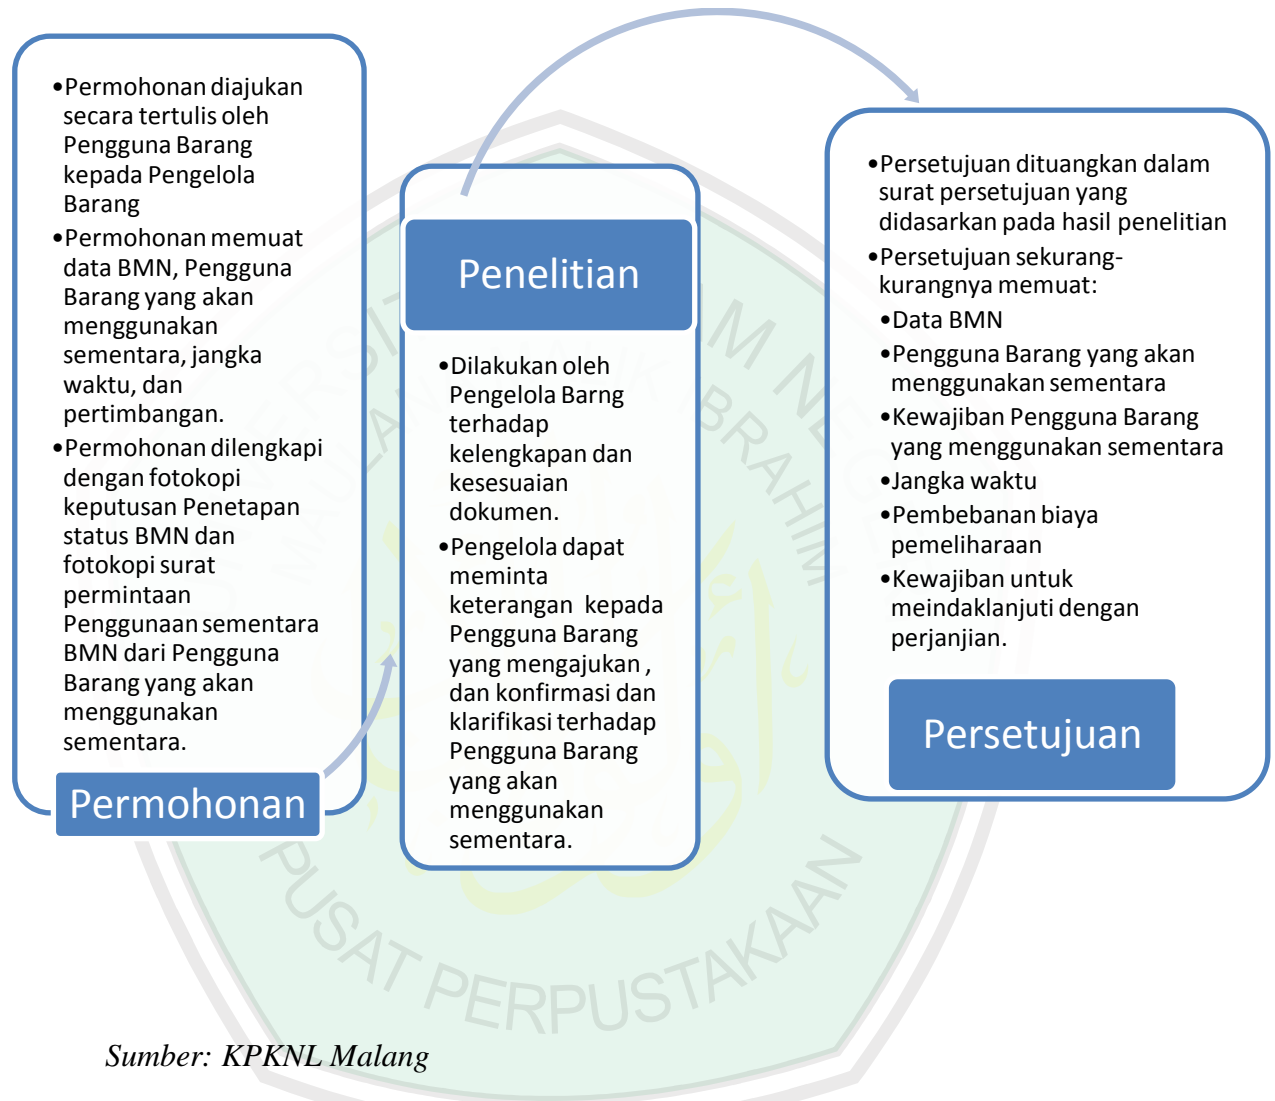 •Permohonan diajukan
secara tertulis oleh
Pengguna Barang
kepada Pengelola
Barang
•Permohonan memuat
data BMN, Pengguna
Barang yang akan
menggunakan
sementara, jangka
waktu, dan
pertimbangan.
•Permohonan dilengkapi
dengan fotokopi
keputusan Penetapan
status BMN dan
fotokopi surat
permintaan
Penggunaan sementara
BMN dari Pengguna
Barang yang akan
menggunakan
sementara.
Permohonan
Penelitian
•Dilakukan oleh
Pengelola Barng
terhadap
kelengkapan dan
kesesuaian
dokumen.
•Pengelola dapat
meminta
keterangan kepada
Pengguna Barang
yang mengajukan ,
dan konfirmasi dan
klarifikasi terhadap
Pengguna Barang
yang akan
menggunakan
sementara.
•Persetujuan dituangkan dalam
surat persetujuan yang
didasarkan pada hasil penelitian
•Persetujuan sekurang-
kurangnya memuat:
•Data BMN
•Pengguna Barang yang akan
menggunakan sementara
•Kewajiban Pengguna Barang
yang menggunakan sementara
•Jangka waktu
•Pembebanan biaya
pemeliharaan
•Kewajiban untuk
meindaklanjuti dengan
perjanjian.
Persetujuan
PUSAT PERPUSTAKAAN
Sumber: KPKNL Malang